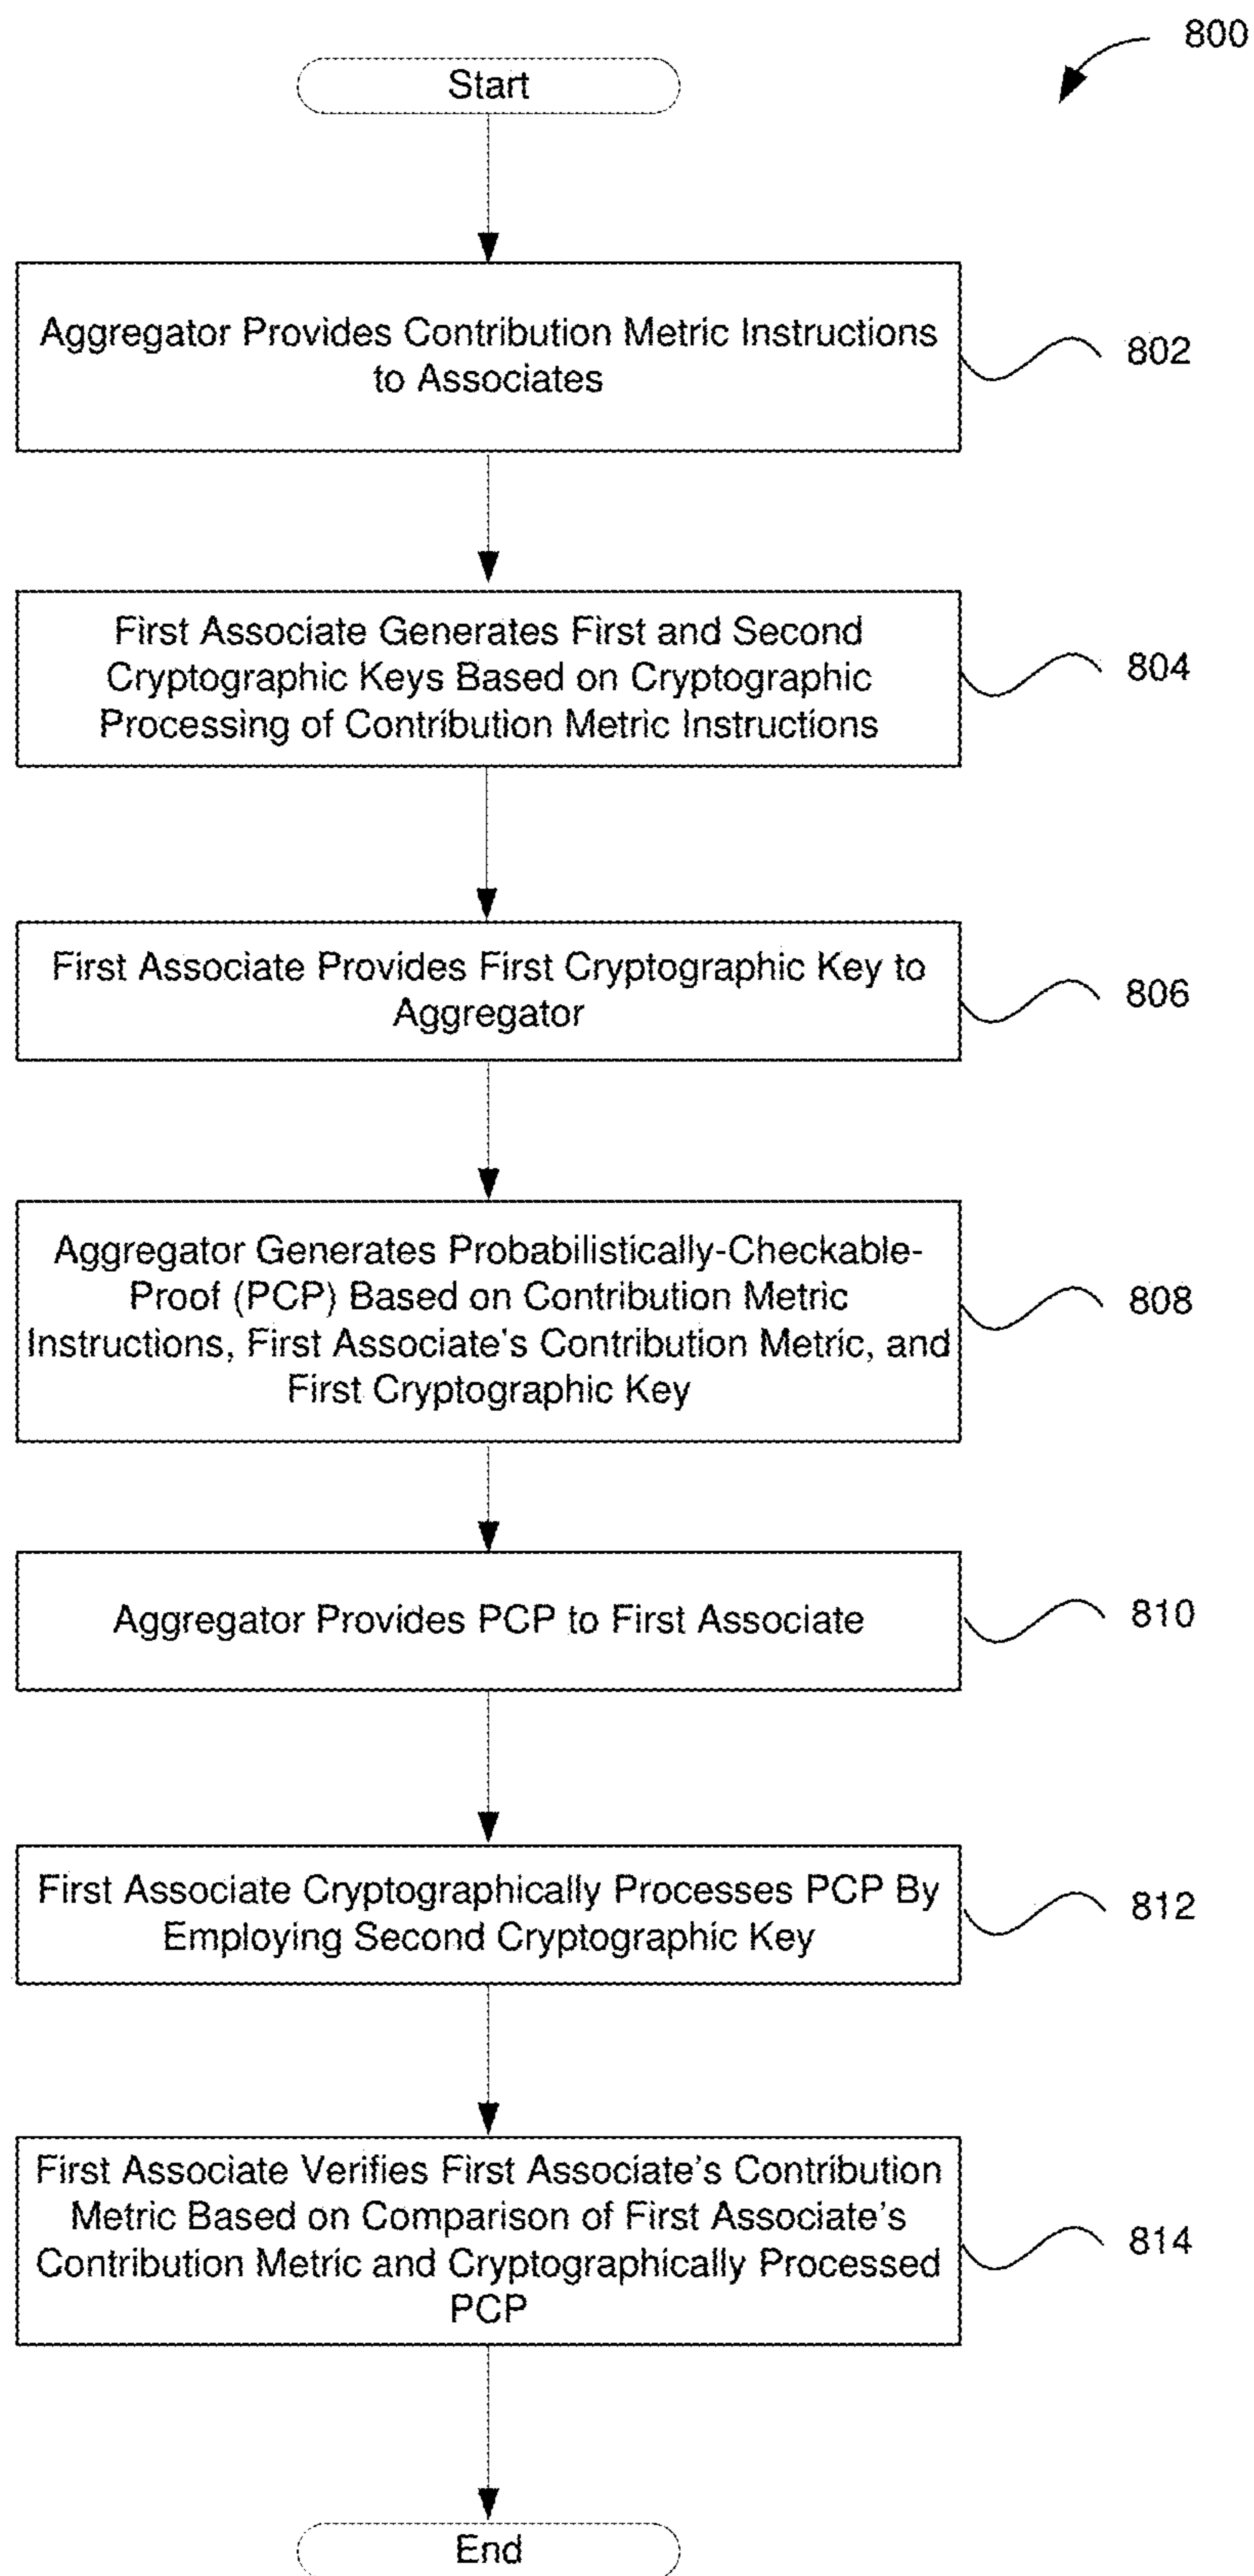 800
Start
Aggregator Provides Contribution Metric Instructions
to Associates
802
First Associate Generates First and Second
Cryptographic Keys Based on Cryptographic
Processing of Contribution Metric Instructions
804
First Associate Provides First Cryptographic Key to
Aggregator
806
Aggregator Generates Probabilistically-Checkable-
Proof (PCP) Based on Contribution Metric
Instructions, First Associate's Contribution Metric, and
First Cryptographic Key
808
Aggregator Provides PCP to First Associate
810
First Associate Cryptographically Processes PCP By
Employing Second Cryptographic Key
812
First Associate Verifies First Associate's Contribution
Metric Based on Comparison of First Associate's
Contribution Metric and Cryptographically Processed
PCP
814
End